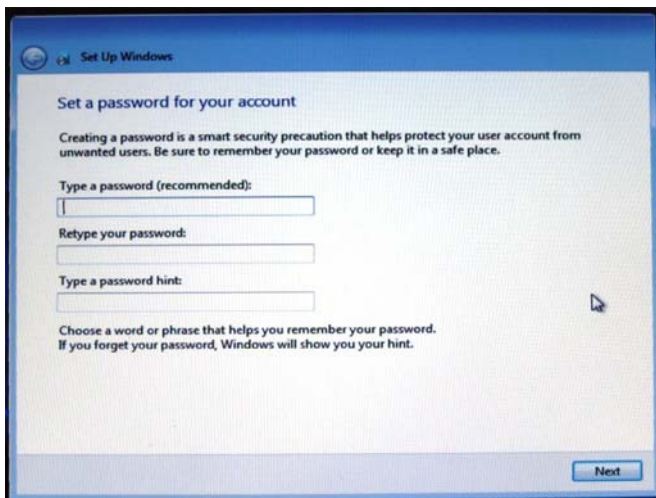 Set Up Windows
Set a password for your account
Creating a password is a smart security precaution that helps protect your user account from
unwanted users. Be sure to remember your password or keep it in a safe place.
Type a password (recommended):
Retype your password:
Type a password hint:
Choose a word or phrase that helps you remember your password.
If you forget your password, Windows will show you your hint.
Next